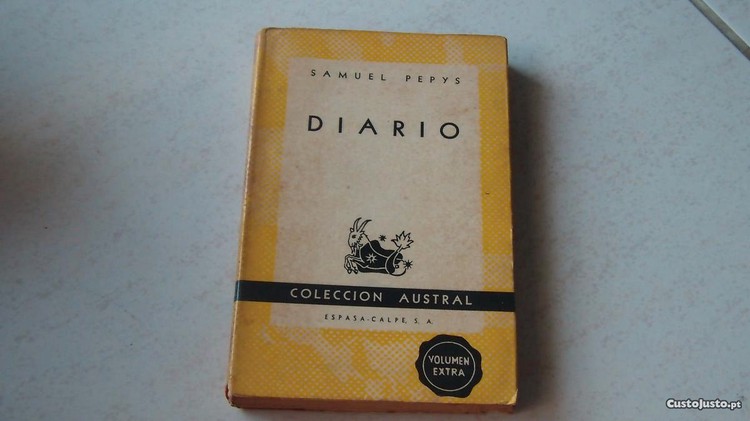 SAMUEL PEPYS
DIARIO
COLECCION AUSTRAL
ESPASA-CALPE, S. A.
VOLUMEN
EXTRA
CustoJusto.pt